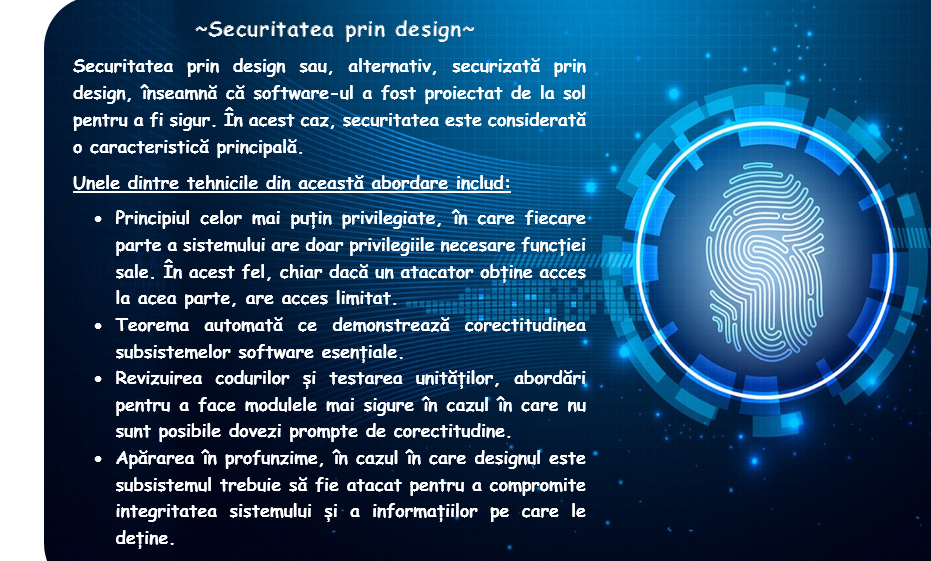 ~Securitatea prin design~
Securitatea prin design sau, alternativ, securizată prin
design, înseamnă că software-ul a fost proiectat de la sol
pentru a fi sigur. În acest caz, securitatea este considerată
o caracteristică principală.
Unele dintre tehnicile din această abordare includ:
• Principiul celor mai puțin privilegiate, în care fiecare
parte a sistemului are doar privilegiile necesare funcției
sale. În acest fel, chiar dacă un atacator obține acces
la acea parte, are acces limitat.
• Teorema automată ce demonstrează corectitudinea
subsistemelor software esențiale.
• Revizuirea codurilor și testarea unităților, abordări
pentru a face modulele mai sigure în cazul în care nu
sunt posibile dovezi prompte de corectitudine.
• Apărarea în profunzime, în cazul în care designul este
subsistemul trebuie să fie atacat pentru a compromite
integritatea sistemului și a informațiilor pe care le
deține.